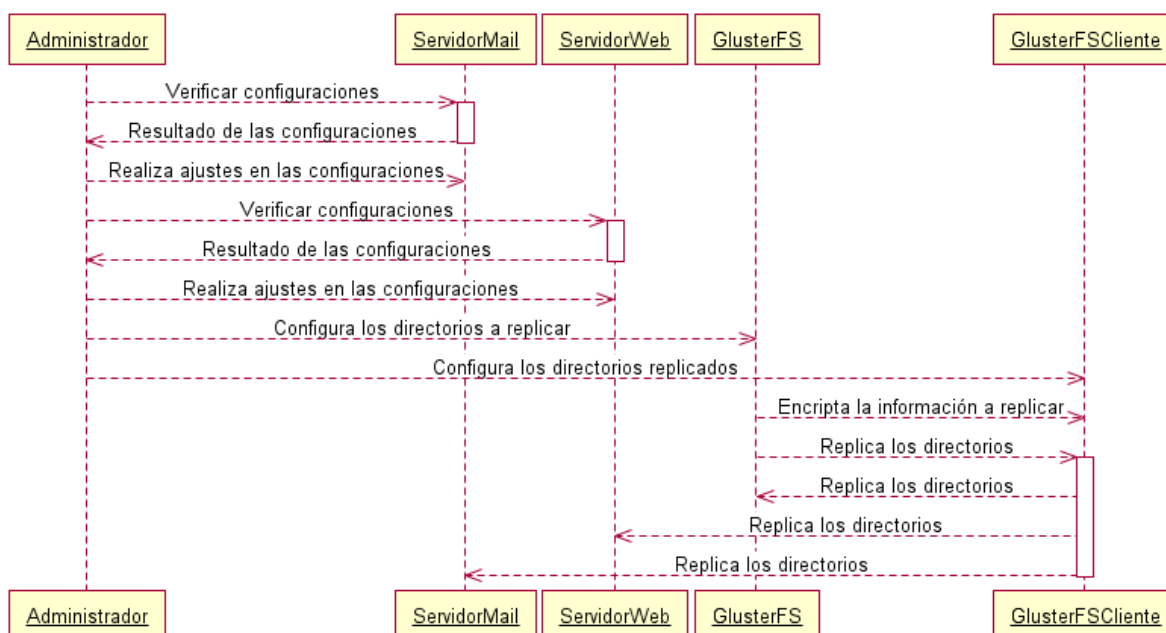 Administrador
ServidorMail
ServidorWeb
GlusterFS
GlusterFSCliente
Verificar configuraciones
Resultado de las configuraciones
Realiza ajustes en las configuraciones
Verificar configuraciones
Resultado de las configuraciones
Realiza ajustes en las configuraciones
Configura los directorios a replicar
Configura los directorios replicados
Encripta la información a replicar
Replica los directorios
Replica los directorios
Replica los directorios
Replica los directorios
Administrador
ServidorMail
ServidorWeb
GlusterFS
GlusterFSCliente